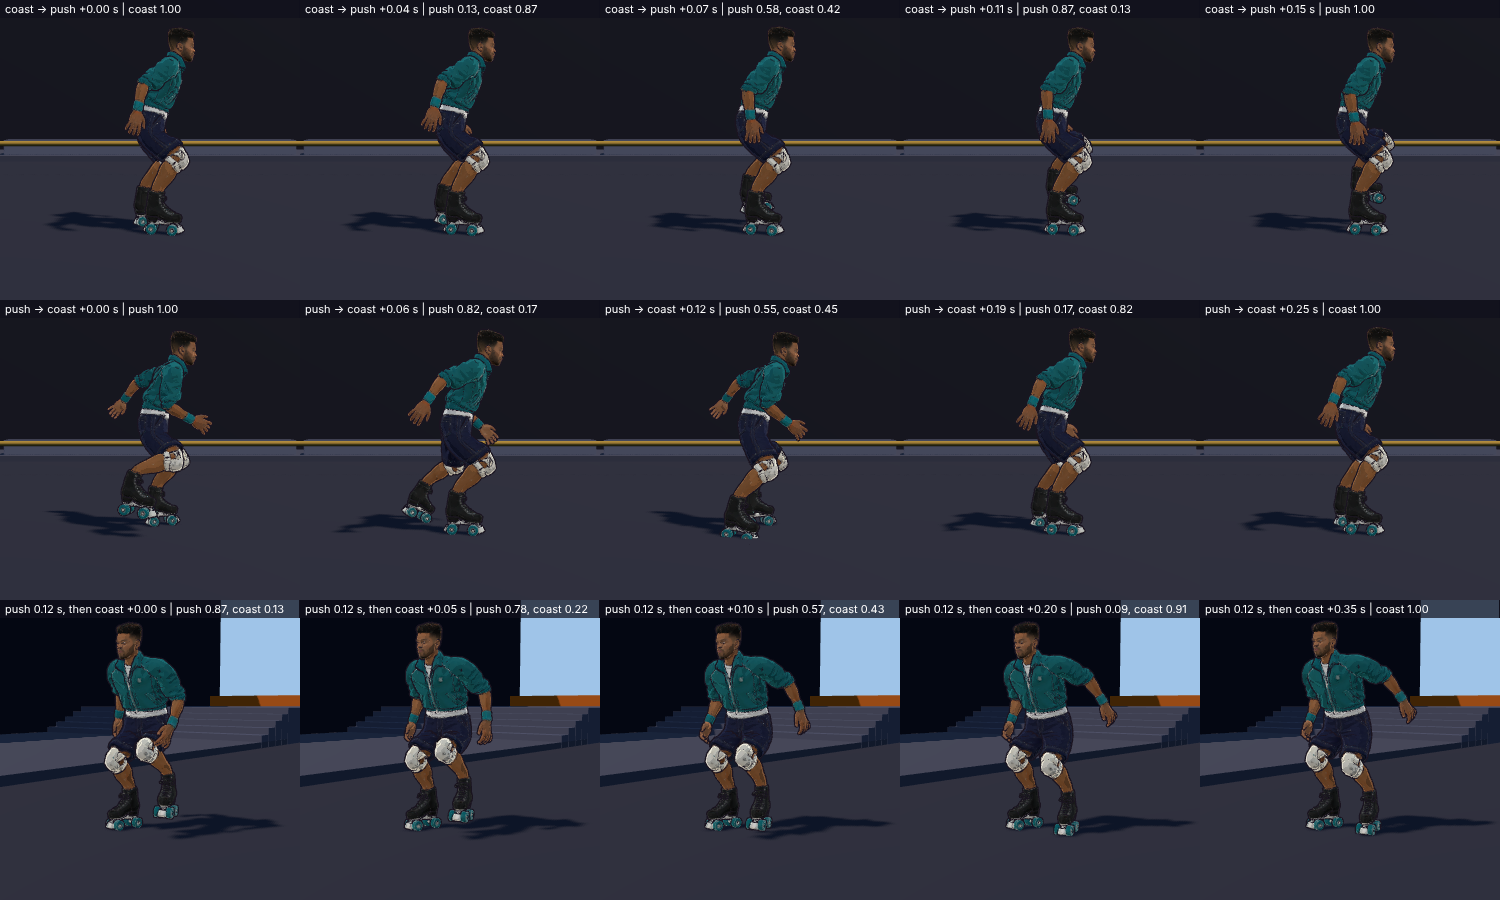 coast → push +0.00 s | coast 1.00
coast → push +0.04 s | push 0.13, coast 0.87
coast → push +0.07 s | push 0.58, coast 0.42
coast → push +0.11 s | push 0.87, coast 0.13
coast → push +0.15 s | push 1.00
push → coast +0.00 s | push 1.00
push → coast +0.06 s | push 0.82, coast 0.17
push → coast +0.12 s | push 0.55, coast 0.45
push → coast +0.19 s | push 0.17, coast 0.82
push → coast +0.25 s | coast 1.00
push 0.12 s, then coast +0.00 s | push 0.87, coast 0.13
push 0.12 s, then coast +0.05 s | push 0.78, coast 0.22
push 0.12 s, then coast +0.10 s | push 0.57, coast 0.43
push 0.12 s, then coast +0.20 s | push 0.09, coast 0.91
push 0.12 s, then coast +0.35 s | coast 1.00